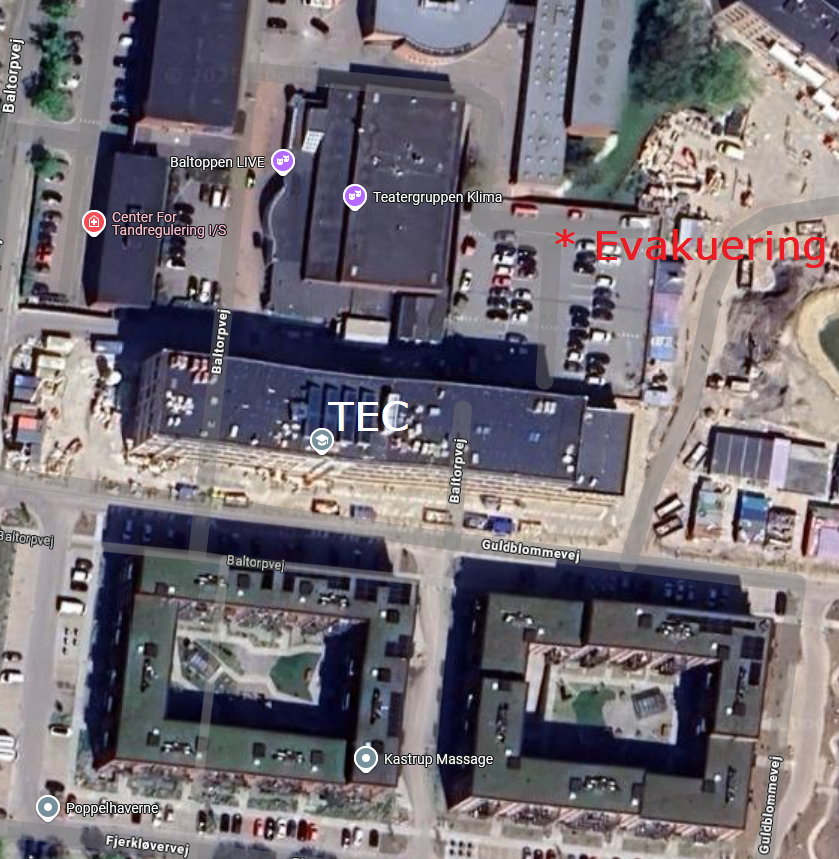 Baltorpvej
Baltoppen LIVE
Teatergruppen Klima
Center For
Tandregulering I/S
* Evakuering
Baltorpvej
TEC
Baltorpvej
Baltorpvej
Guldblommevej
Baltorpvej
Kastrup Massage
Guldblommevej
Poppelhaverne
Fjerkløvervej